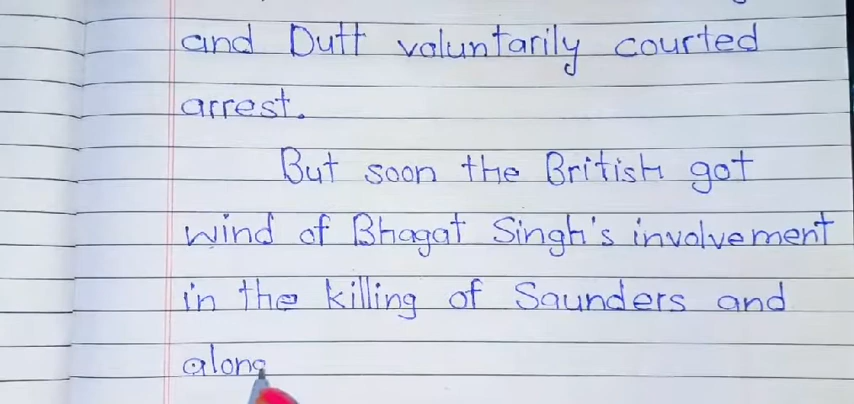 and Dutt voluntarily courted
arrest.
But soon the British got
wind of Bhagat Singh's involvement
in the killing of Saunders and
along